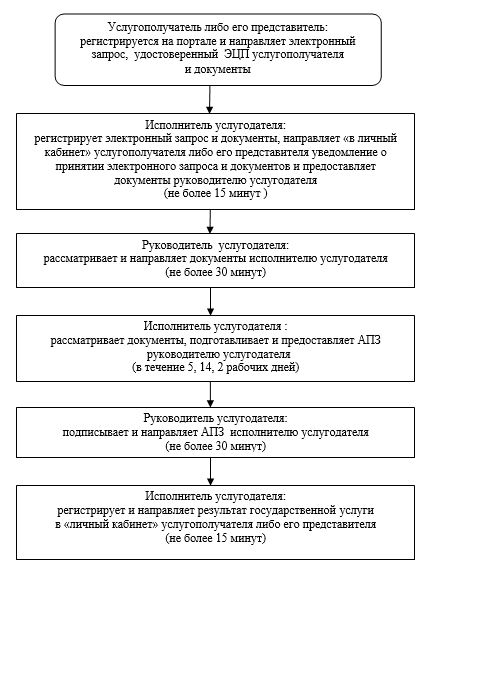 Услугополучатель либо его представитель:
регистрируется на портале и направляет электронный
запрос, удостоверенный ЭЦП услугополучателя
и документы
Исполнитель услугодателя:
регистрирует электронный запрос и документы, направляет «в личный
кабинет» услугополучателя либо его представителя уведомление о
принятии электронного запроса и документов и предоставляет
документы руководителю услугодателя
(не более 15 минут )
Руководитель услугодателя:
рассматривает и направляет документы исполнителю услугодателя
(не более 30 минут)
Исполнитель услугодателя :
рассматривает документы, подготавливает и предоставляет АПЗ
руководителю услугодателя
(в течение 5, 14, 2 рабочих дней)
Руководитель услугодателя:
подписывает и направляет АПЗ исполнителю услугодателя
(не более 30 минут)
Исполнитель услугодателя:
регистрирует и направляет результат государственной услуги
в «личный кабинет» услугополучателя либо его представителя
(не более 15 минут)